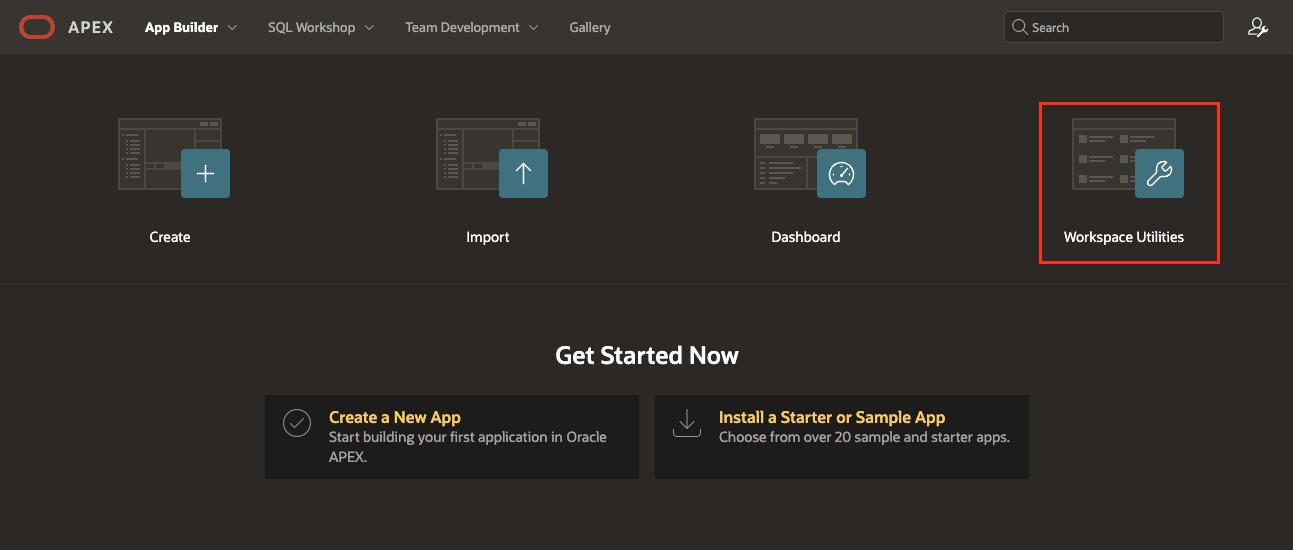 APEX
App Builder
SQL Workshop
Team Development
Gallery
Search
Create
Import
Dashboard
Workspace Utilities
Get Started Now
Create a New App
Start building your first application in Oracle
APEX.
Install a Starter or Sample App
Choose from over 20 sample and starter apps.